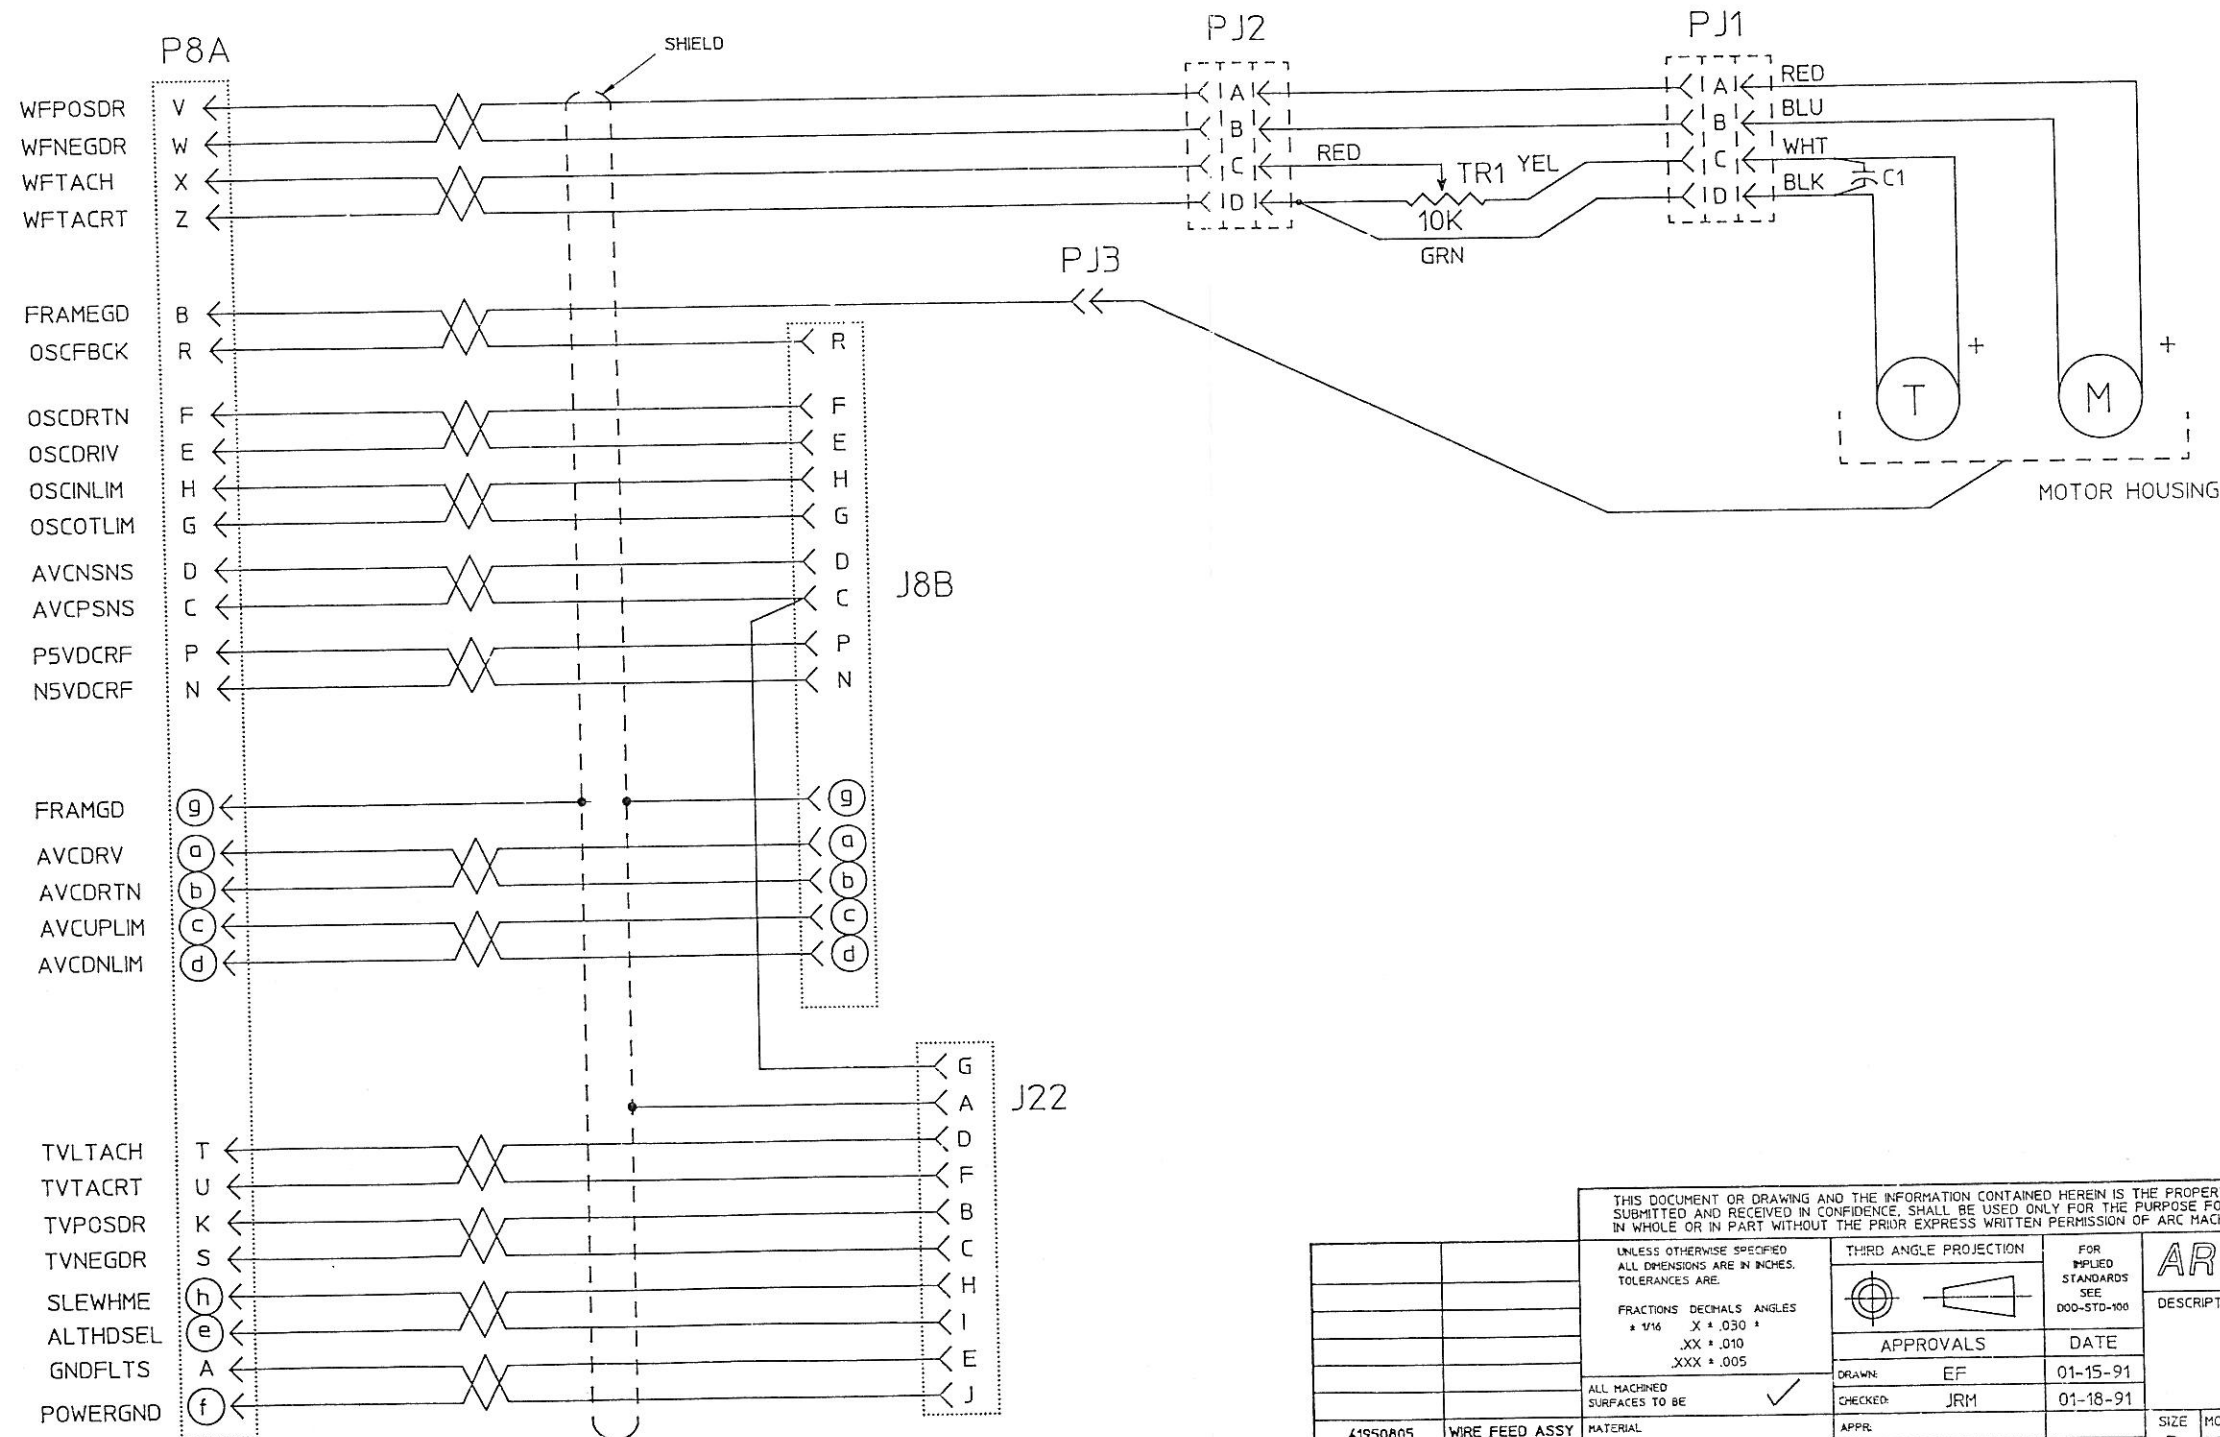 P8A
SHIELD
PJ2
PJ1
WFPOSDR V
WFNEGDR W
WFTACH X
WFTACRT Z
A
B
C
D
RED
TR1
YEL
10K
GRN
A
B
C
D
RED
BLU
WHT
BLK
C1
PJ3
FRAMEGD B
OSCFBCK R
R
OSCDRTN F
F
OSCDRIV E
E
OSCINLIM H
H
OSCOTLIM G
G
AVCNSNS D
D
AVCPSNS C
C
P5VDCRF P
P
N5VDCRF N
N
J8B
+
+
T
M
MOTOR HOUSING
FRAMGD g
g
AVCDRV a
a
AVCDRTN b
b
AVCUPLIM c
c
AVCDNLIM d
d
G
A
J22
TVLTACH T
D
TVTACRT U
F
TVPOSDR K
B
TVNEGDR S
C
SLEWHME h
H
ALTHDSEL e
I
GNDFLTS A
E
POWERGND f
J
THIS DOCUMENT OR DRAWING AND THE INFORMATION CONTAINED HEREIN IS THE PROPER
SUBMITTED AND RECEIVED IN CONFIDENCE, SHALL BE USED ONLY FOR THE PURPOSE FO
IN WHOLE OR IN PART WITHOUT THE PRIOR EXPRESS WRITTEN PERMISSION OF ARC MACH
UNLESS OTHERWISE SPECIFIED
ALL DIMENSIONS ARE IN INCHES.
TOLERANCES ARE:
FRACTIONS DECIMALS ANGLES
± 1/16 .X ± .030 ±
.XX ± .010
.XXX ± .005
ALL MACHINED
SURFACES TO BE
MATERIAL
THIRD ANGLE PROJECTION
FOR
IMPLIED
STANDARDS
SEE
DOD-STD-100
APPROVALS DATE
DRAWN: EF 01-15-91
CHECKED: JRM 01-18-91
APPR:
AR
DESCRIPT
SIZE
61950805 WIRE FEED ASSY